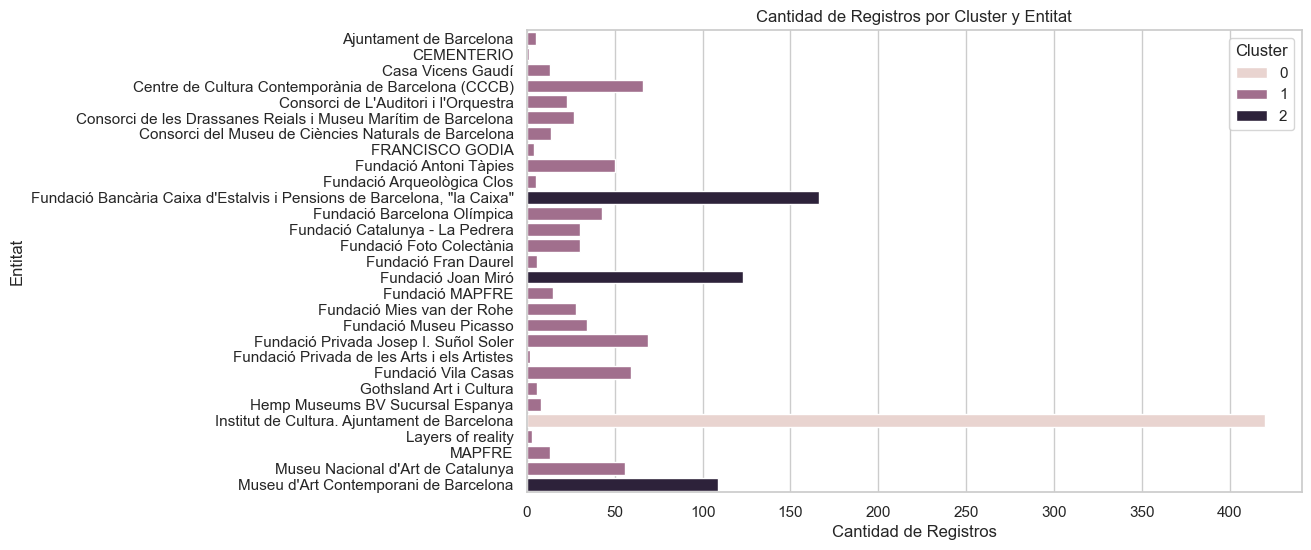 Cantidad de Registros por Cluster y Entitat
Cluster
0
1
2
Entitat
Ajuntament de Barcelona
CEMENTERIO
Casa Vicens Gaudí
Centre de Cultura Contemporània de Barcelona (CCCB)
Consorci de L'Auditori i l'Orquestra
Consorci de les Drassanes Reials i Museu Marítim de Barcelona
Consorci del Museu de Ciències Naturals de Barcelona
FRANCISCO GODIA
Fundació Antoni Tàpies
Fundació Arqueològica Clos
Fundació Bancària Caixa d'Estalvis i Pensions de Barcelona, "la Caixa"
Fundació Barcelona Olímpica
Fundació Catalunya - La Pedrera
Fundació Foto Colectània
Fundació Fran Daurel
Fundació Joan Miró
Fundació MAPFRE
Fundació Mies van der Rohe
Fundació Museu Picasso
Fundació Privada Josep I. Suñol Soler
Fundació Privada de les Arts i els Artistes
Fundació Vila Casas
Gothsland Art i Cultura
Hemp Museums BV Sucursal Espanya
Institut de Cultura. Ajuntament de Barcelona
Layers of reality
MAPFRE
Museu Nacional d'Art de Catalunya
Museu d'Art Contemporani de Barcelona
0 50 100 150 200 250 300 350 400
Cantidad de Registros